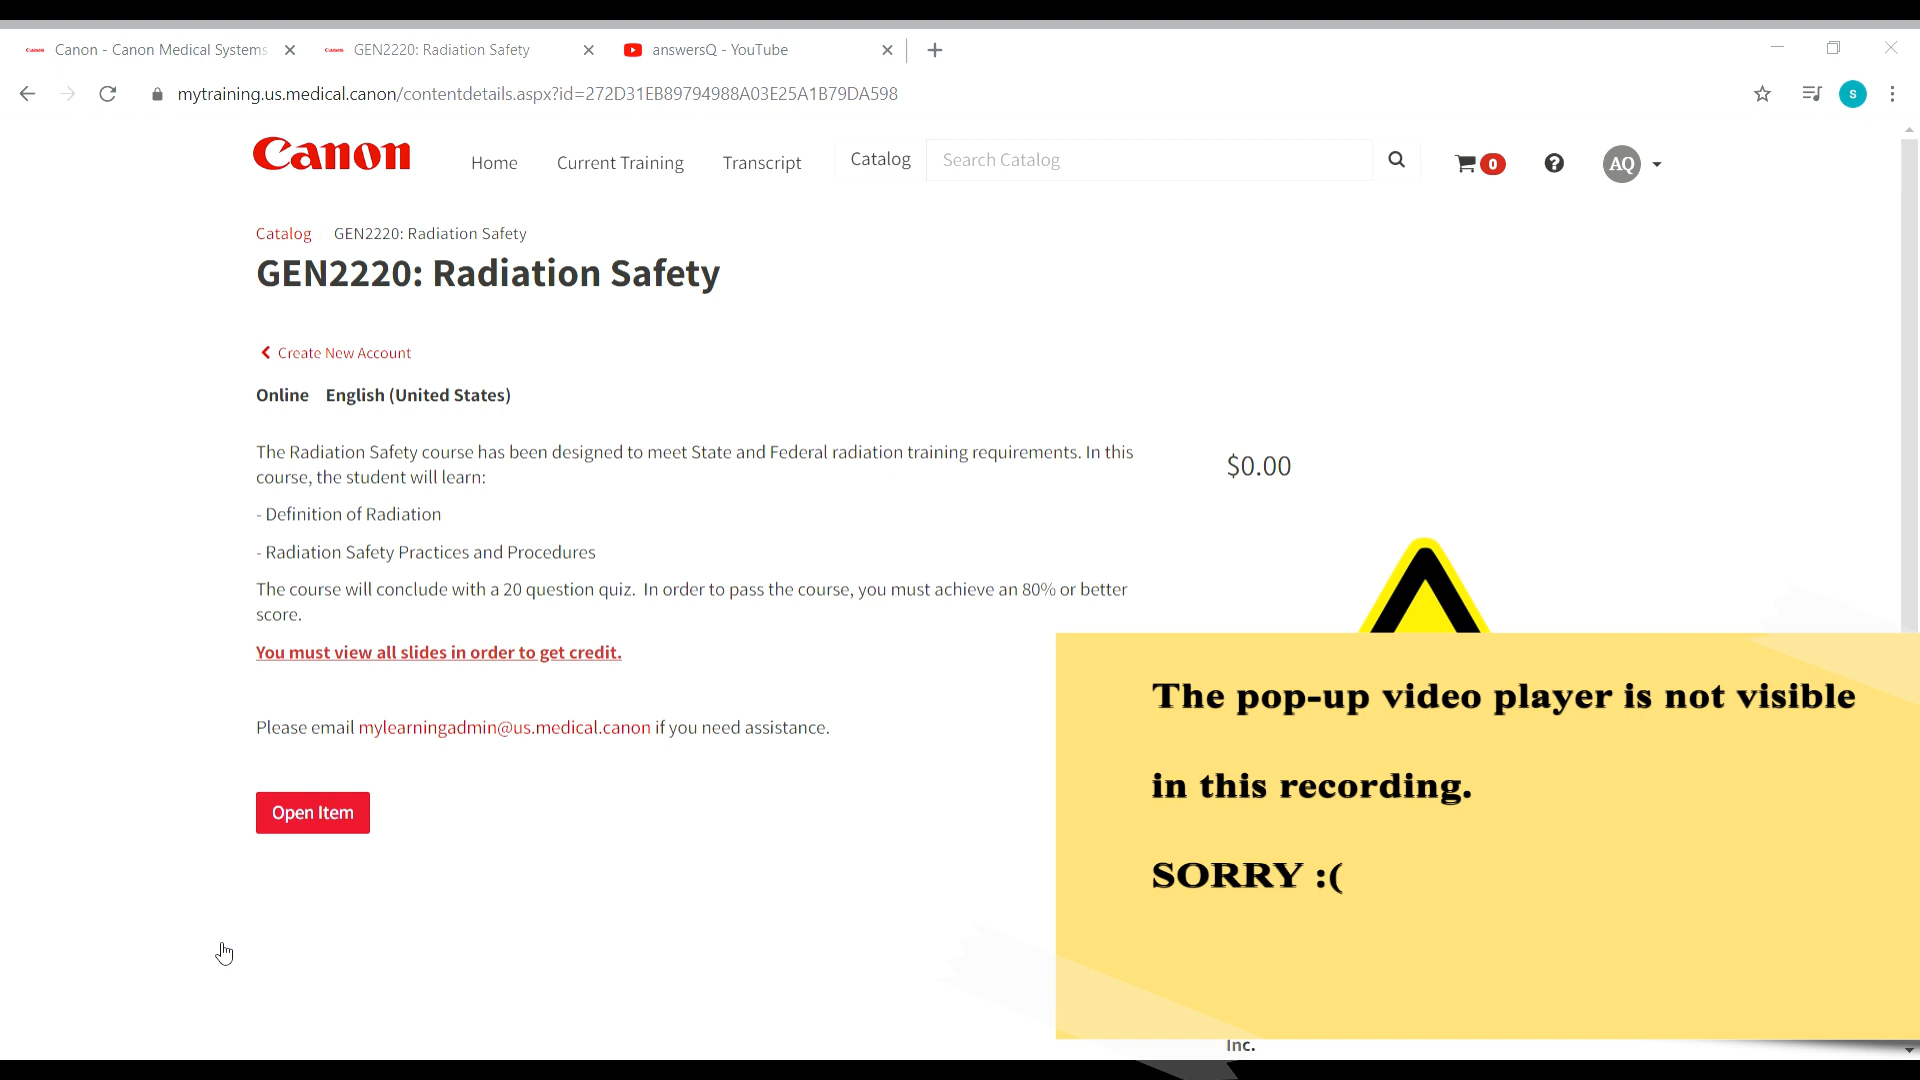 Canon Canon - Canon Medical Systems
Canon GEN2220: Radiation Safety
answersQ - YouTube
mytraining.us.medical.canon/contentdetails.aspx?id=272D31EB89794988A03E25A1B79DA598
S
Canon
Home
Current Training
Transcript
Catalog
Search Catalog
0
AQ
Catalog GEN2220: Radiation Safety
GEN2220: Radiation Safety
Create New Account
Online English (United States)
The Radiation Safety course has been designed to meet State and Federal radiation training requirements. In this
course, the student will learn:
- Definition of Radiation
- Radiation Safety Practices and Procedures
The course will conclude with a 20 question quiz. In order to pass the course, you must achieve an 80% or better
score.
You must view all slides in order to get credit.
Please email mylearningadmin@us.medical.canon if you need assistance.
Open Item
$0.00
The pop-up video player is not visible
in this recording.
SORRY :(
Inc.